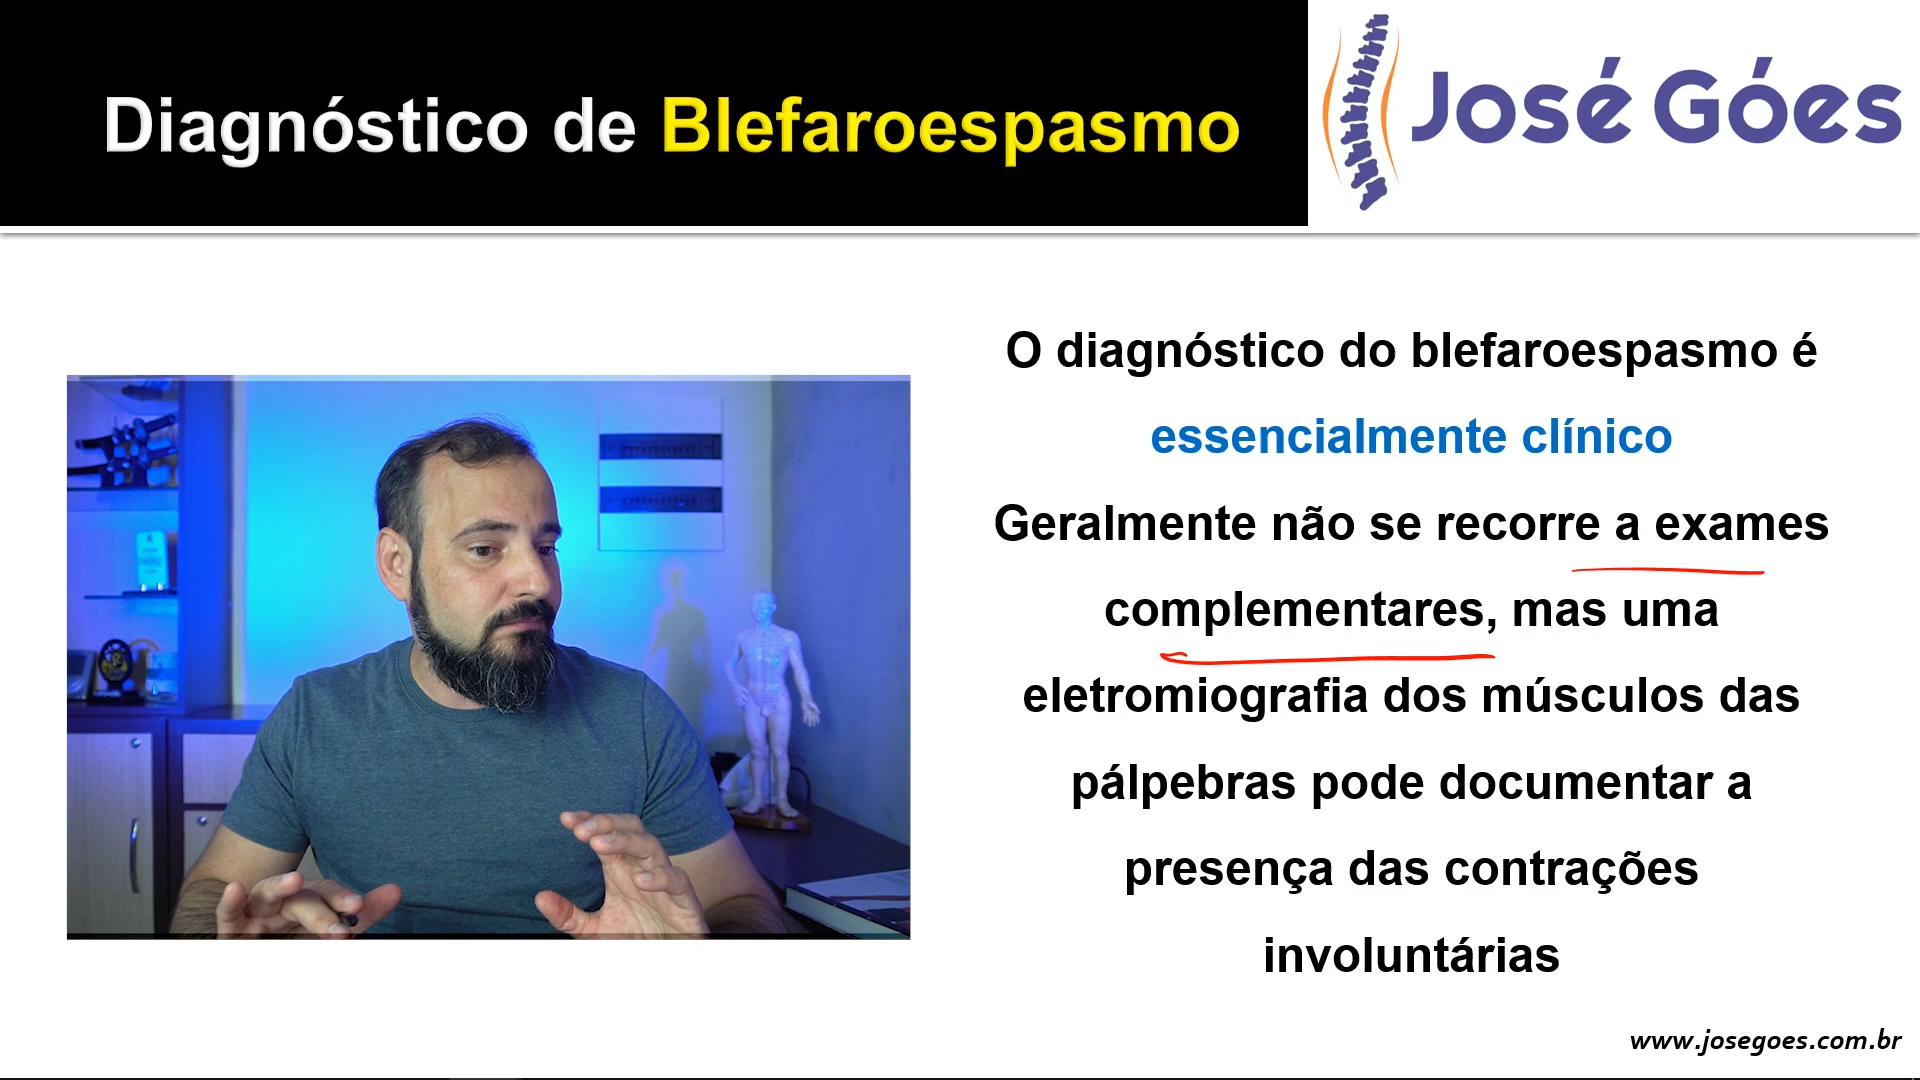 Diagnóstico de Blefaroespasmo
José Góes
O diagnóstico do blefaroespasmo é
essencialmente clínico
Geralmente não se recorre a exames
complementares, mas uma
eletromiografia dos músculos das
pálpebras pode documentar a
presença das contrações
involuntárias
www.josegoes.com.br